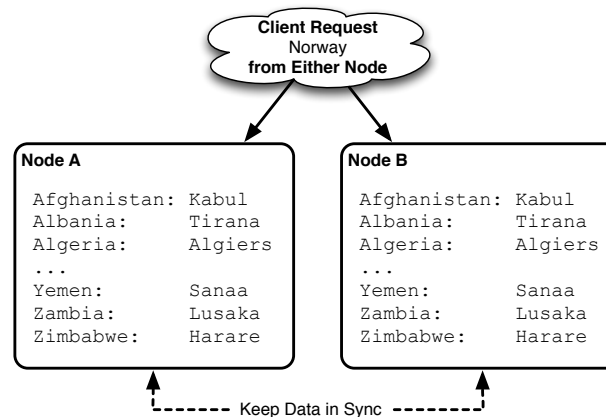 Client Request
Norway
from Either Node
Node A
Afghanistan: Kabul
Albania: Tirana
Algeria: Algiers
...
Yemen: Sanaa
Zambia: Lusaka
Zimbabwe: Harare
Node B
Afghanistan: Kabul
Albania: Tirana
Algeria: Algiers
...
Yemen: Sanaa
Zambia: Lusaka
Zimbabwe: Harare
Keep Data in Sync